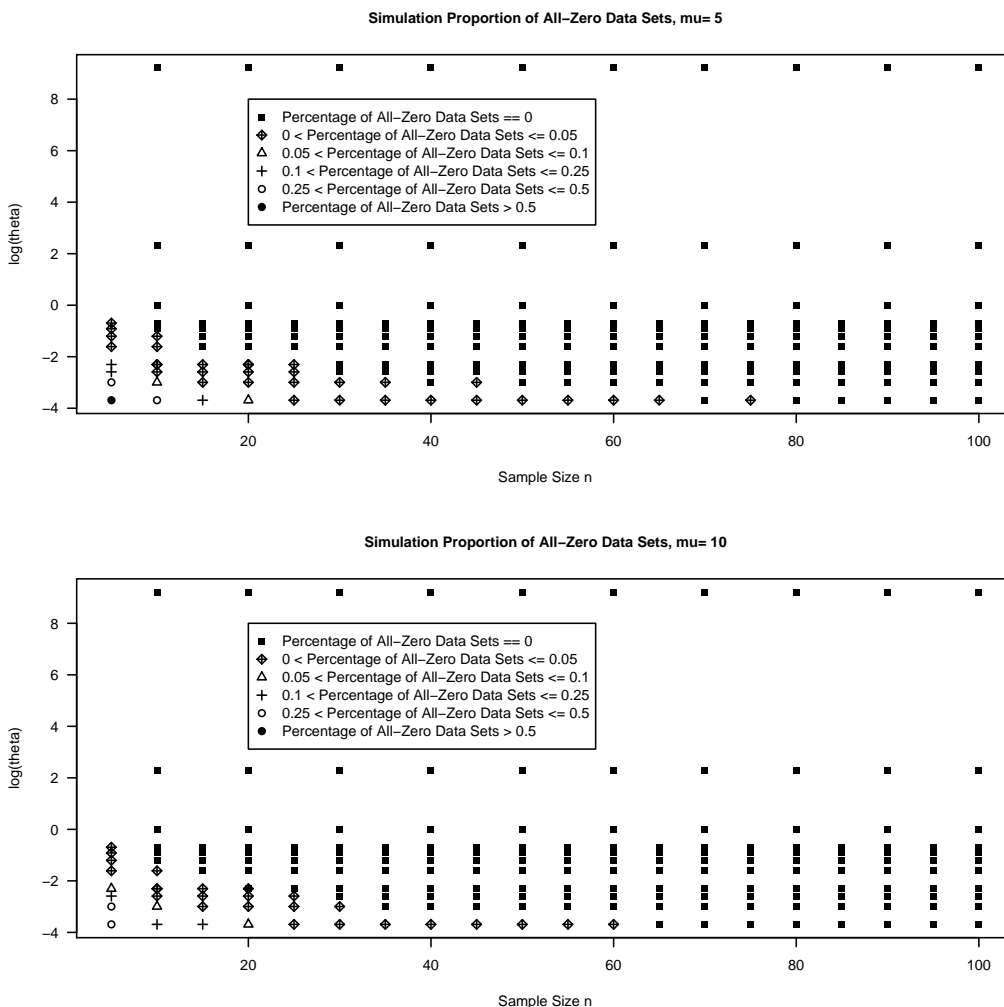 Simulation Proportion of All−Zero Data Sets, mu= 5
8
6
4
2
0
−2
−4
log(theta)
Percentage of All−Zero Data Sets == 0
0 < Percentage of All−Zero Data Sets <= 0.05
0.05 < Percentage of All−Zero Data Sets <= 0.1
0.1 < Percentage of All−Zero Data Sets <= 0.25
0.25 < Percentage of All−Zero Data Sets <= 0.5
Percentage of All−Zero Data Sets > 0.5
20 40 60 80 100
Sample Size n
Simulation Proportion of All−Zero Data Sets, mu= 10
8
6
4
2
0
−2
−4
log(theta)
Percentage of All−Zero Data Sets == 0
0 < Percentage of All−Zero Data Sets <= 0.05
0.05 < Percentage of All−Zero Data Sets <= 0.1
0.1 < Percentage of All−Zero Data Sets <= 0.25
0.25 < Percentage of All−Zero Data Sets <= 0.5
Percentage of All−Zero Data Sets > 0.5
20 40 60 80 100
Sample Size n